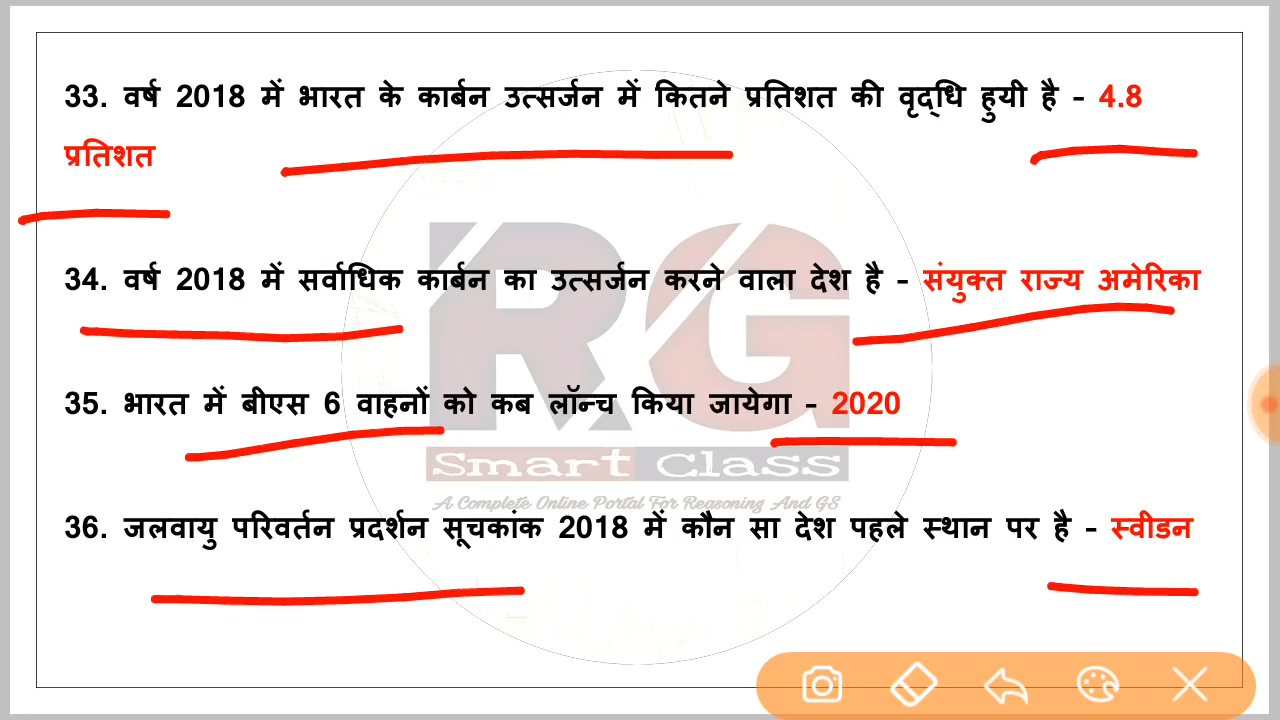 33. वर्ष 2018 में भारत के कार्बन उत्सर्जन में कितने प्रतिशत की वृद्धि हुयी है – 4.8
प्रतिशत
34. वर्ष 2018 में सर्वाधिक कार्बन का उत्सर्जन करने वाला देश है – संयुक्त राज्य अमेरिका
35. भारत में बीएस 6 वाहनों को कब लॉन्च किया जायेगा – 2020
RG
Smart Class
A Complete Online Portal For Reasoning And GS
36. जलवायु परिवर्तन प्रदर्शन सूचकांक 2018 में कौन सा देश पहले स्थान पर है – स्वीडन